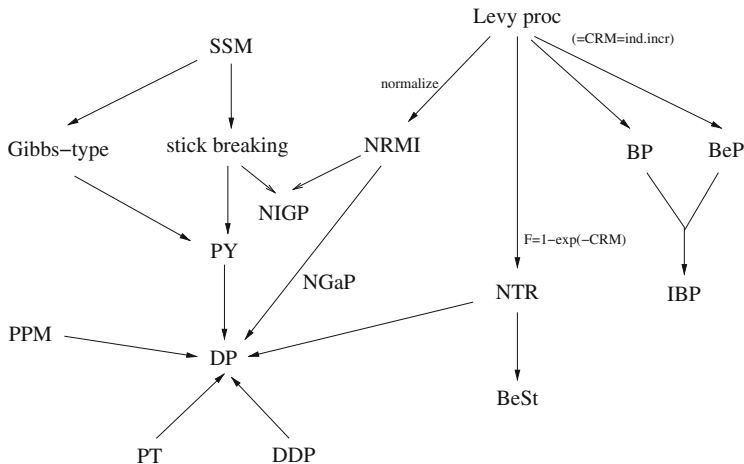 Levy proc
SSM
(=CRM=ind.incr)
normalize
Gibbs−type
stick breaking
NRMI
BP
BeP
NIGP
PY
F=1−exp(−CRM)
NGaP
NTR
IBP
PPM
DP
BeSt
PT
DDP